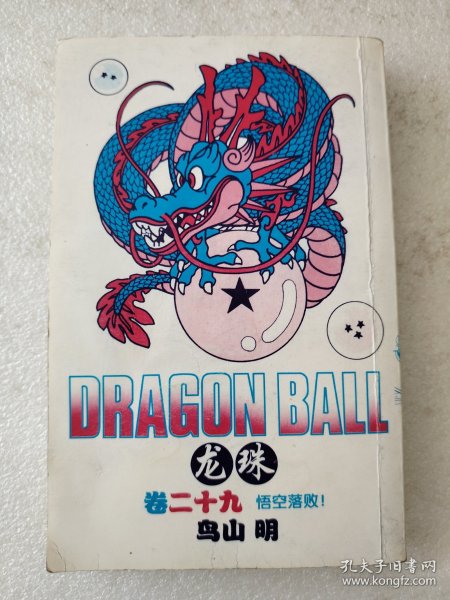 DRAGON BALL
龙珠
卷二十九 悟空落败!
鸟山 明
孔夫子旧书网
www.kongfz.com